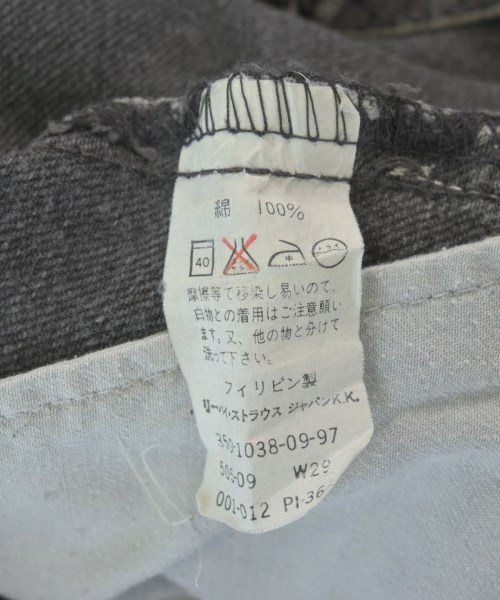 綿 100%
40
中
摩擦等で移染し易いので、
白物との着用はご注意願い
ます。又、他の物と分けて
洗って下さい。
フィリピン製
リーバイ・ストラウス ジャパンK.K.
359-1038-09-97
505-09 W29
001-012 PI-36